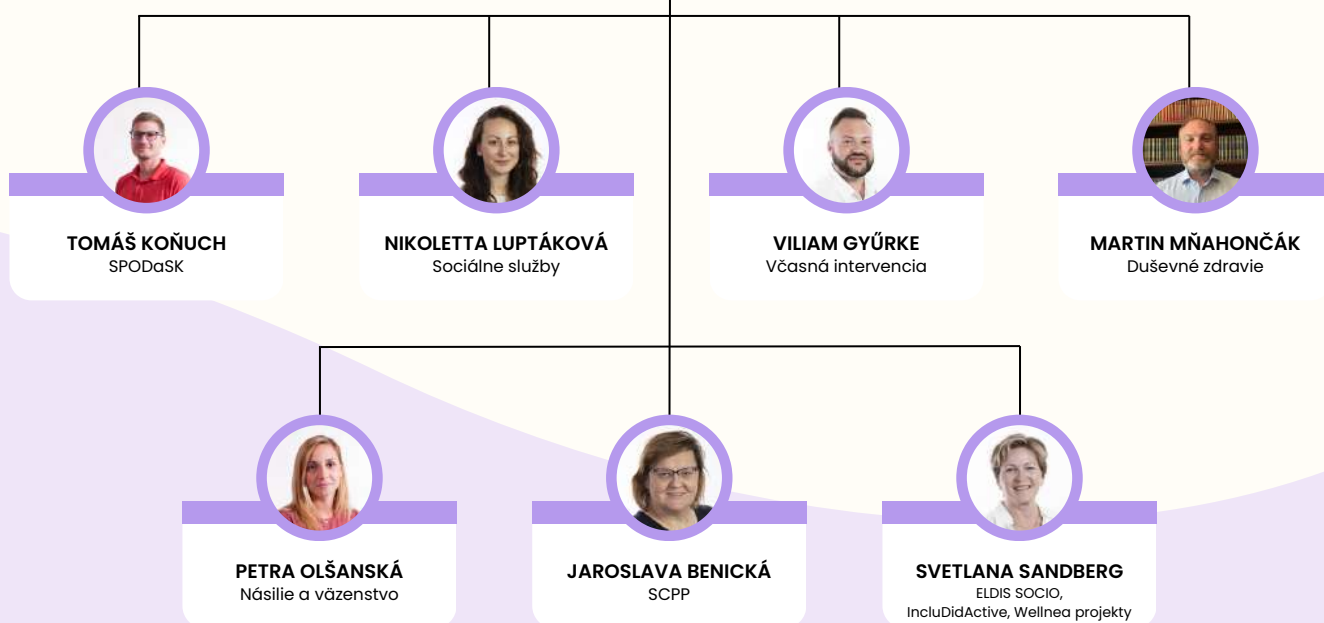 TOMÁŠ KOŇUCH
SPODaSK
NIKOLETTA LUPTÁKOVÁ
Sociálne služby
VILIAM GYŰRKE
Včasná intervencia
MARTIN MŇAHONČÁK
Duševné zdravie
PETRA OLŠANSKÁ
Násilie a väzenstvo
JAROSLAVA BENICKÁ
SCPP
SVETLANA SANDBERG
ELDIS SOCIO,
IncluDidActive, Wellnea projekty